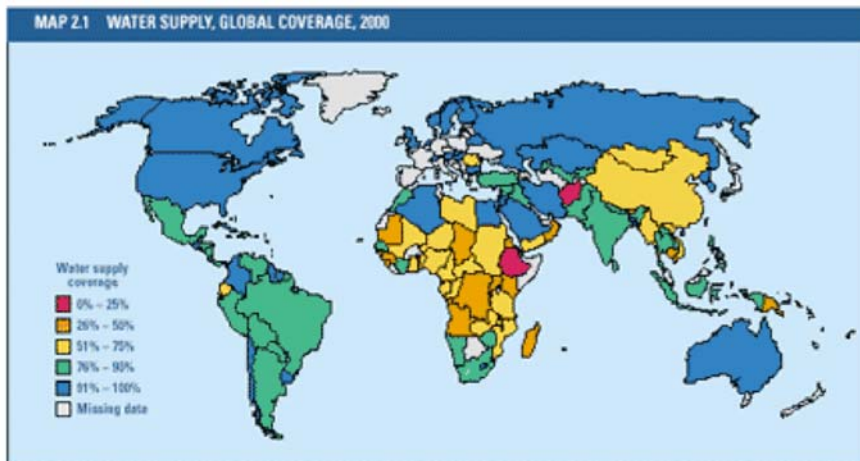 MAP 2.1 WATER SUPPLY, GLOBAL COVERAGE, 2000
Water supply
coverage
0% – 25%
26% – 50%
51% – 75%
76% – 90%
91% – 100%
Missing data